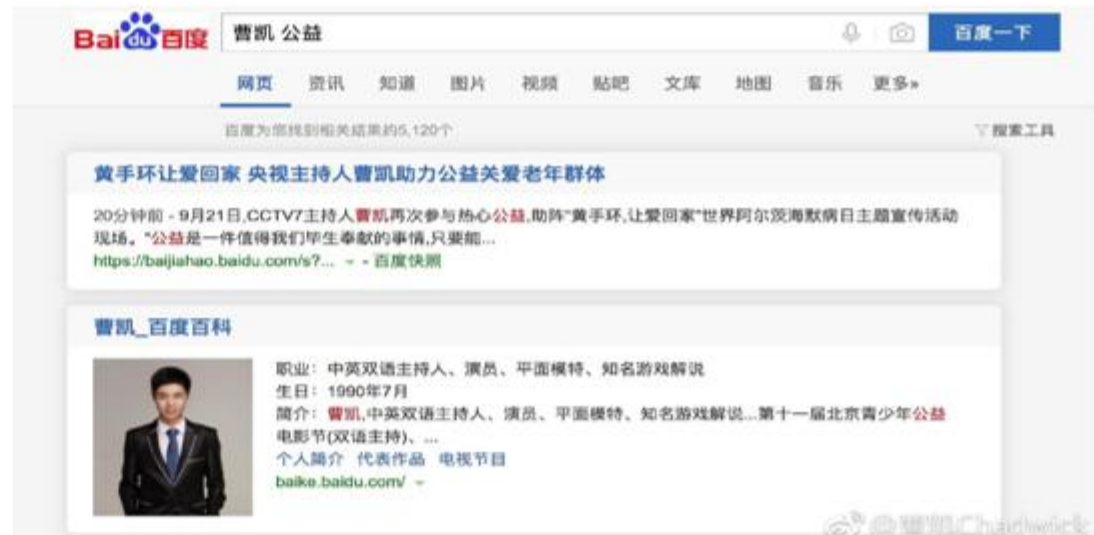 Bai du 百度 曹凯 公益 百度一下
网页 资讯 知道 图片 视频 贴吧 文库 地图 音乐 更多»
百度为您找到相关结果约5,120个 搜索工具
黄手环让爱回家 央视主持人曹凯助力公益关爱老年群体
20分钟前 - 9月21日,CCTV7主持人曹凯再次参与热心公益,助阵"黄手环,让爱回家"世界阿尔茨海默病日主题宣传活动
现场。"公益是一件值得我们毕生奉献的事情,只要能...
https://baijiahao.baidu.com/s?... - 百度快照
曹凯_百度百科
职业：中英双语主持人、演员、平面模特、知名游戏解说
生日：1990年7月
简介：曹凯,中英双语主持人、演员、平面模特、知名游戏解说...第十一届北京青少年公益
电影节(双语主持)、...
个人简介 代表作品 电视节目
baike.baidu.com/
@曹凯Chadwick